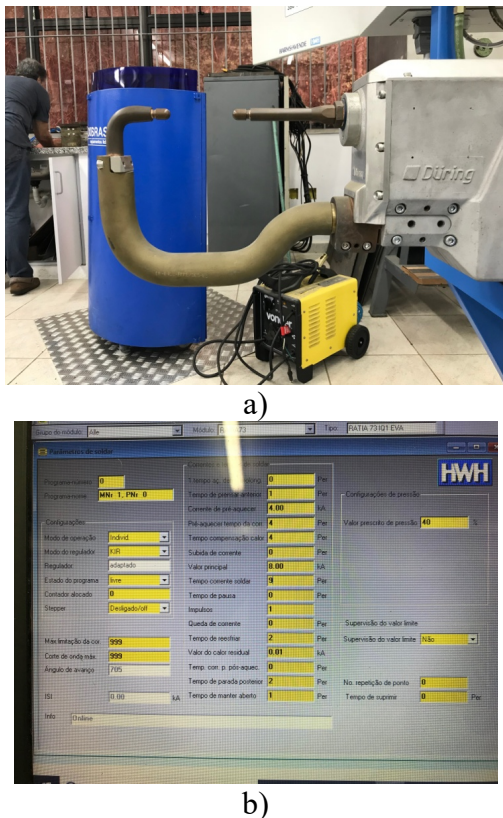 Düring
a)
Grupo do módulo: Alle
Módulo:
Tipo: RATIA 73 IQ1 EVA
Parâmetros de soldar
HWH
Programa-número 0
Programa-nome MNr 1, PNr 0
Configurações
Modo de operação Individ.
Modo do regulador KIR
Regulador: adaptado
Estado do programa livre
Contador alocado 0
Stepper Desligado/off
Máx.limitação da cor. 999
Corte de onda máx. 999
Ângulo de avanço 705
ISI 0.00 kA
0 Per
Tempo de prensar anterior 1 Per
Corrente de pré-aquecer 4.00 kA
Pré-aquecer tempo da corr. 4 Per
Tempo compensação calor 4 Per
Subida de corrente 0 Per
Valor principal 8.00 kA
Tempo corrente soldar 9 Per
Tempo de pausa 0 Per
Impulsos 1
Queda de corrente 0 Per
Tempo de reesfriar 2 Per
Valor do calor residual 0.01 kA
Temp. corr. p. pós-aquec. 0 Per
Tempo de parada posterior 2 Per
Tempo de manter aberto 1 Per
Configurações de pressão
Valor prescrito de pressão 40 %
Supervisão do valor limite
Supervisão do valor limite Não
No. repetição de ponto 0
Tempo de suprimir 0 Per
Info Online
b)